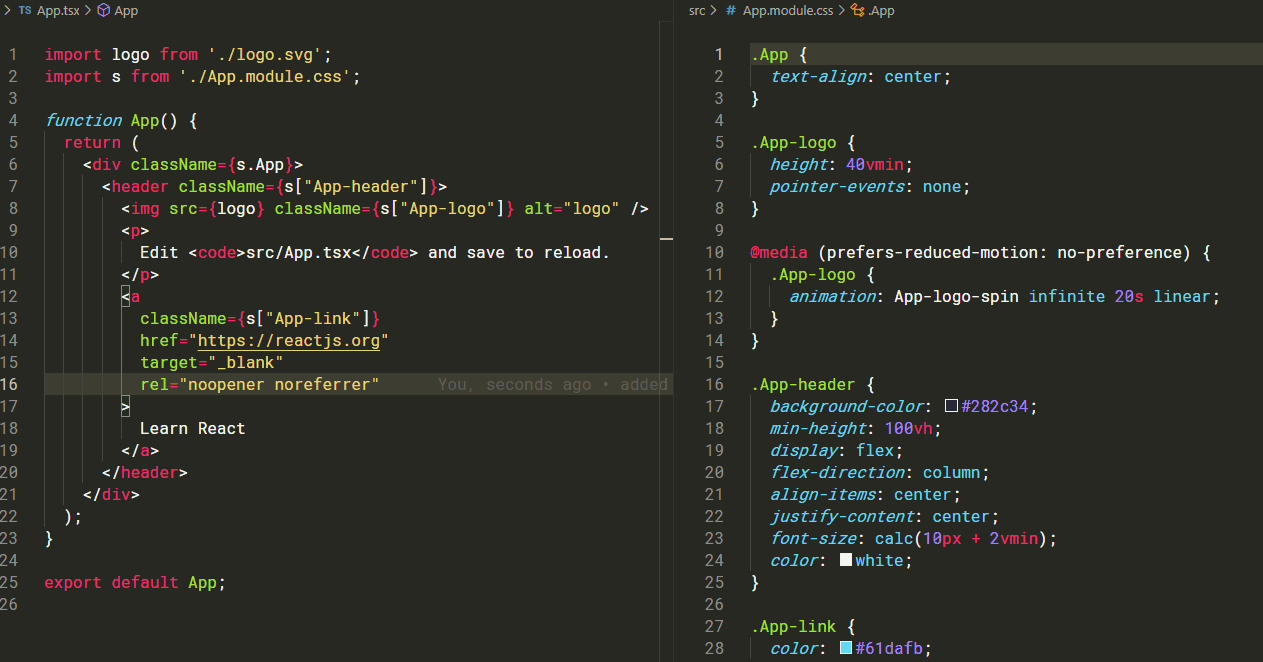 > TS App.tsx > App
1 import logo from './logo.svg';
2 import s from './App.module.css';
3
4 function App() {
5 return (
6 <div className={s.App}>
7 <header className={s["App-header"]}>
8 <img src={logo} className={s["App-logo"]} alt="logo" />
9 <p>
10 Edit <code>src/App.tsx</code> and save to reload.
11 </p>
12 <a
13 className={s["App-link"]}
14 href="https://reactjs.org"
15 target="_blank"
16 rel="noopener noreferrer" You, seconds ago • added
17 >
18 Learn React
19 </a>
20 </header>
21 </div>
22 );
23 }
24
25 export default App;
26
src > # App.module.css > .App
1 .App {
2 text-align: center;
3 }
4
5 .App-logo {
6 height: 40vmin;
7 pointer-events: none;
8 }
9
10 @media (prefers-reduced-motion: no-preference) {
11 .App-logo {
12 animation: App-logo-spin infinite 20s linear;
13 }
14 }
15
16 .App-header {
17 background-color: #282c34;
18 min-height: 100vh;
19 display: flex;
20 flex-direction: column;
21 align-items: center;
22 justify-content: center;
23 font-size: calc(10px + 2vmin);
24 color: white;
25 }
26
27 .App-link {
28 color: #61dafb;